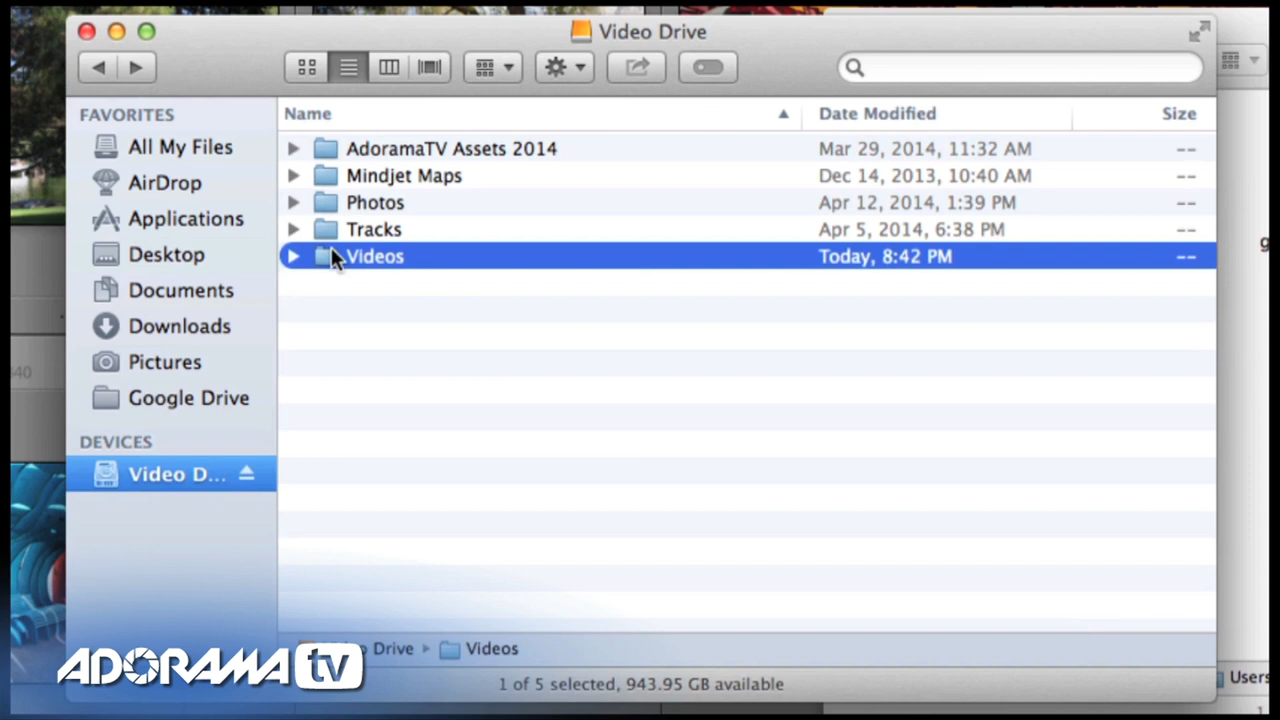 Video Drive
FAVORITES
All My Files
AirDrop
Applications
Desktop
Documents
Downloads
Pictures
Google Drive
DEVICES
Video D...
Name Date Modified Size
AdoramaTV Assets 2014 Mar 29, 2014, 11:32 AM --
Mindjet Maps Dec 14, 2013, 10:40 AM --
Photos Apr 12, 2014, 1:39 PM --
Tracks Apr 5, 2014, 6:38 PM --
Videos Today, 8:42 PM --
Drive Videos
1 of 5 selected, 943.95 GB available
ADORAMA tv
Users